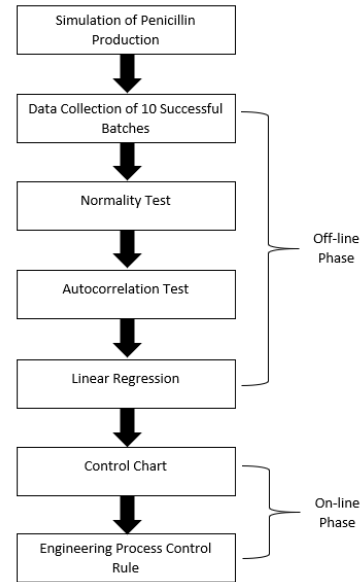 Simulation of Penicillin
Production
Data Collection of 10 Successful
Batches
Normality Test
Autocorrelation Test
Linear Regression
Off-line
Phase
Control Chart
Engineering Process Control
Rule
On-line
Phase